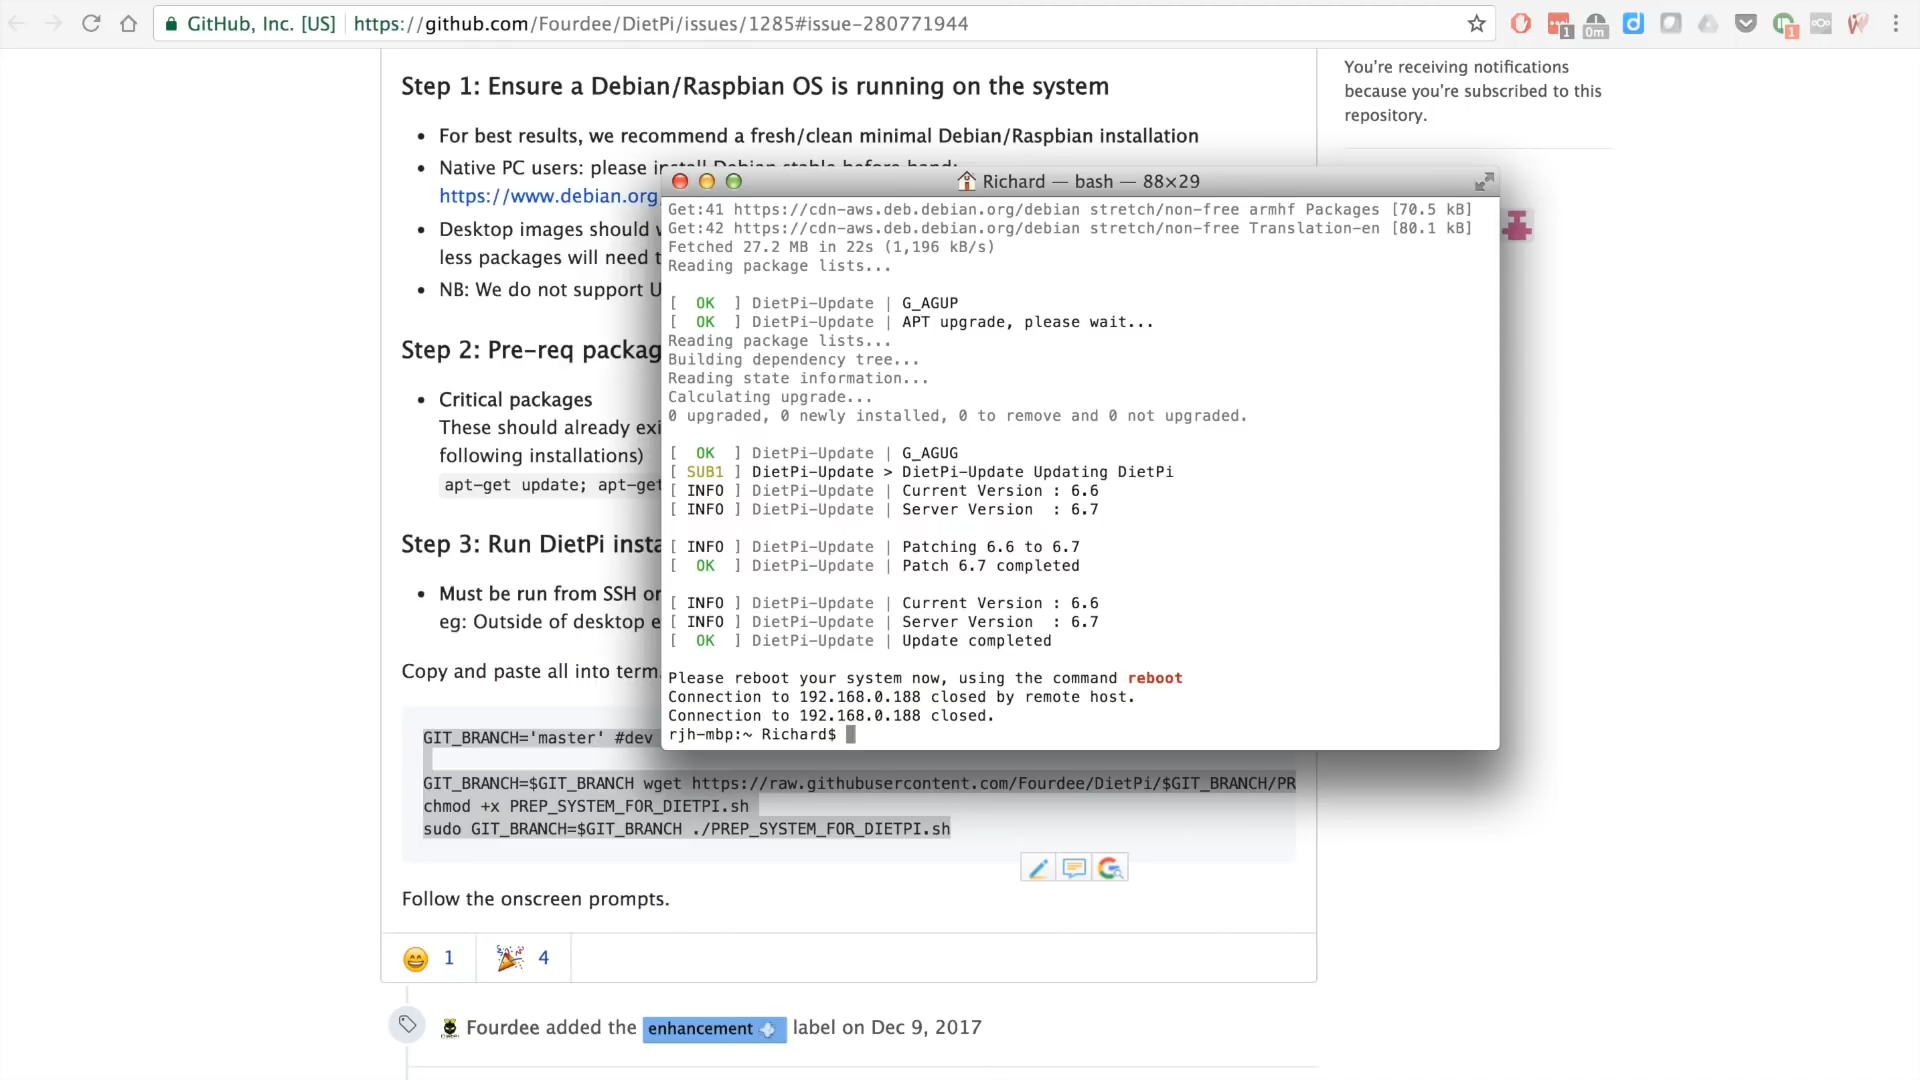 GitHub, Inc. [US] https://github.com/Fourdee/DietPi/issues/1285#issue-280771944
1
0m
1
Step 1: Ensure a Debian/Raspbian OS is running on the system
For best results, we recommend a fresh/clean minimal Debian/Raspbian installation
Native PC users: please install Debian stable before hand:
https://www.debian.org
Desktop images should
less packages will need
NB: We do not support
Step 2: Pre-req
Critical packages
These should already
following installations)
apt-get update;
Step 3: Run DietPi
Must be run from SSH or
eg: Outside of desktop
Copy and paste all into
GIT_BRANCH='master' #dev
GIT_BRANCH=$GIT_BRANCH wget https://raw.githubusercontent.com/Fourdee/DietPi/$GIT_BRANCH/PR
chmod +x PREP_SYSTEM_FOR_DIETPI.sh
sudo GIT_BRANCH=$GIT_BRANCH ./PREP_SYSTEM_FOR_DIETPI.sh
Follow the onscreen prompts.
1
4
Fourdee added the enhancement label on Dec 9, 2017
You're receiving notifications
because you're subscribed to this
repository.
Richard — bash — 88×29
Get:41 https://cdn-aws.deb.debian.org/debian stretch/non-free armhf Packages [70.5 kB]
Get:42 https://cdn-aws.deb.debian.org/debian stretch/non-free Translation-en [80.1 kB]
Fetched 27.2 MB in 22s (1,196 kB/s)
Reading package lists...
[  OK  ] DietPi-Update | G_AGUP
[  OK  ] DietPi-Update | APT upgrade, please wait...
Reading package lists...
Building dependency tree...
Reading state information...
Calculating upgrade...
0 upgraded, 0 newly installed, 0 to remove and 0 not upgraded.
[  OK  ] DietPi-Update | G_AGUG
[ SUB1 ] DietPi-Update > DietPi-Update Updating DietPi
[ INFO ] DietPi-Update | Current Version : 6.6
[ INFO ] DietPi-Update | Server Version  : 6.7
[ INFO ] DietPi-Update | Patching 6.6 to 6.7
[  OK  ] DietPi-Update | Patch 6.7 completed
[ INFO ] DietPi-Update | Current Version : 6.6
[ INFO ] DietPi-Update | Server Version  : 6.7
[  OK  ] DietPi-Update | Update completed
Please reboot your system now, using the command reboot
Connection to 192.168.0.188 closed by remote host.
Connection to 192.168.0.188 closed.
rjh-mbp:~ Richard$